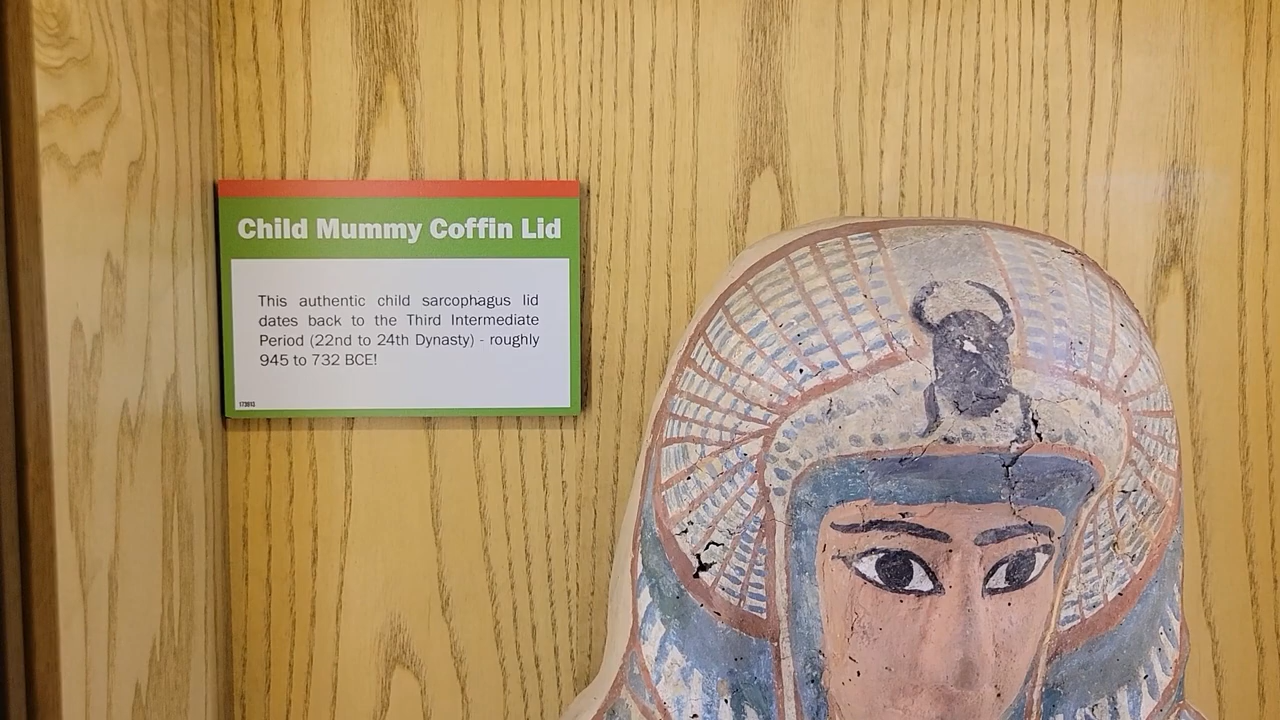 Child Mummy Coffin Lid
This authentic child sarcophagus lid
dates back to the Third Intermediate
Period (22nd to 24th Dynasty) - roughly
945 to 732 BCE!